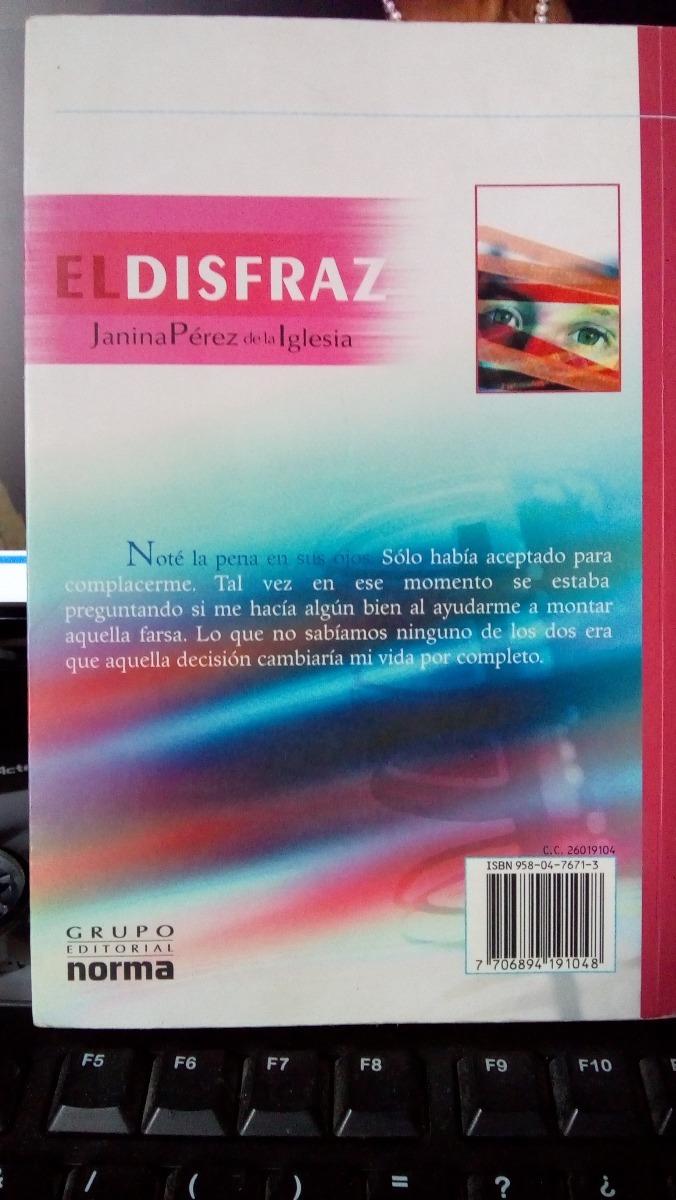 EL DISFRAZ
Janina Pérez de la Iglesia
Noté la pena en sus ojos. Sólo había aceptado para
complacerme. Tal vez en ese momento se estaba
preguntando si me hacía algún bien al ayudarme a montar
aquella farsa. Lo que no sabíamos ninguno de los dos era
que aquella decisión cambiaría mi vida por completo.
C.C. 26019104
ISBN 958-04-7671-3
7 706894 191048
GRUPO
EDITORIAL
norma
F5 F6 F7 F8 F9 F10
/ ( ) = ? ¿